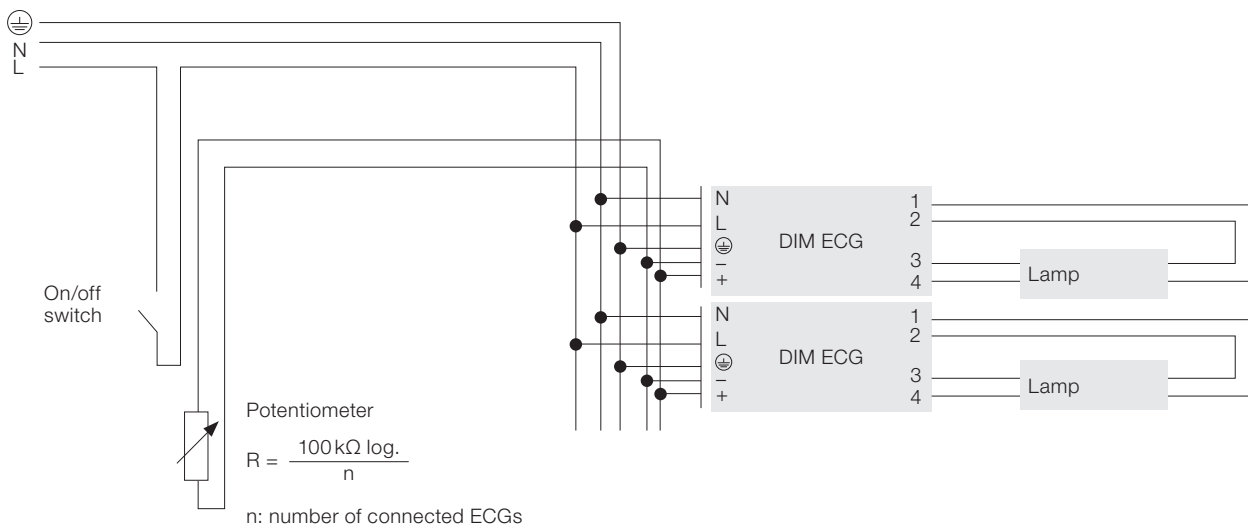 N
L
On/off
switch
Potentiometer
R = 100 kΩ log.
n
n: number of connected ECGs
N
L
–
+
DIM ECG
1
2
3
4
Lamp
N
L
–
+
DIM ECG
1
2
3
4
Lamp